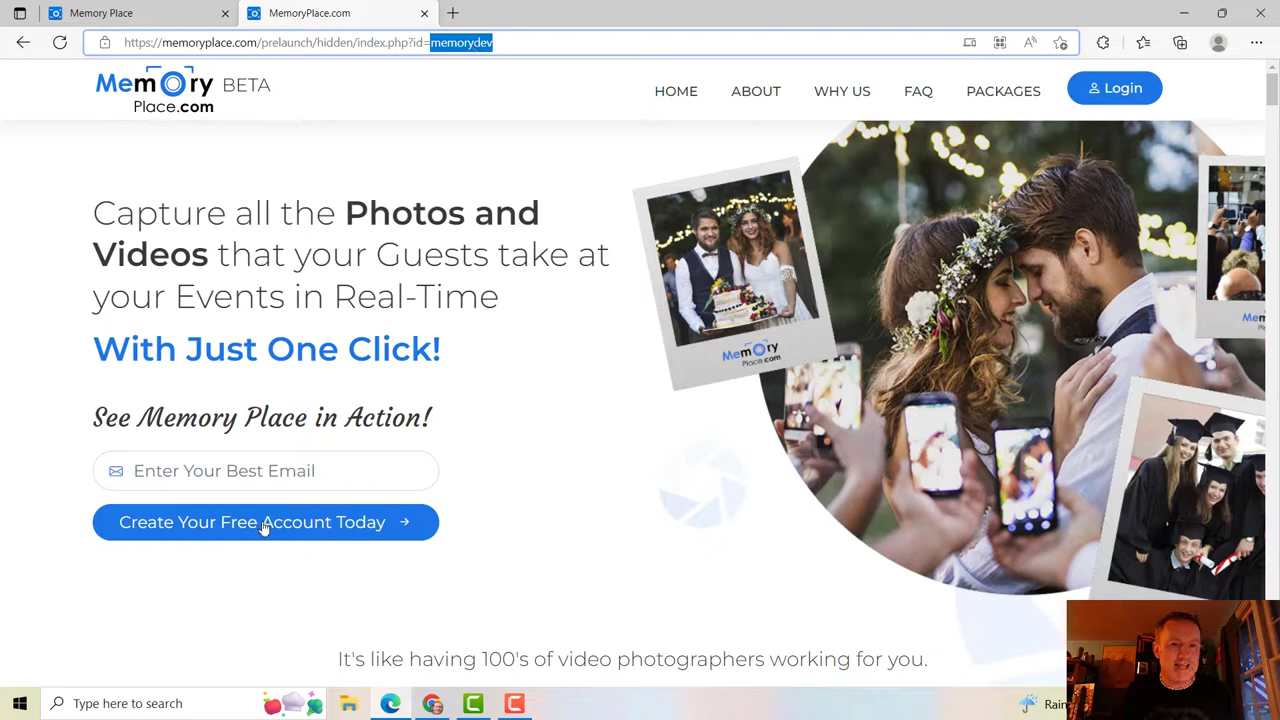 Memory Place
MemoryPlace.com
https://memoryplace.com/prelaunch/hidden/index.php?id=memorydev
Memory
Place.com
BETA
HOME
ABOUT
WHY US
FAQ
PACKAGES
Login
Capture all the Photos and
Videos that your Guests take at
your Events in Real-Time
With Just One Click!
See Memory Place in Action!
Enter Your Best Email
Create Your Free Account Today
Memory
Place.com
It's like having 100's of video photographers working for you.
Type here to search